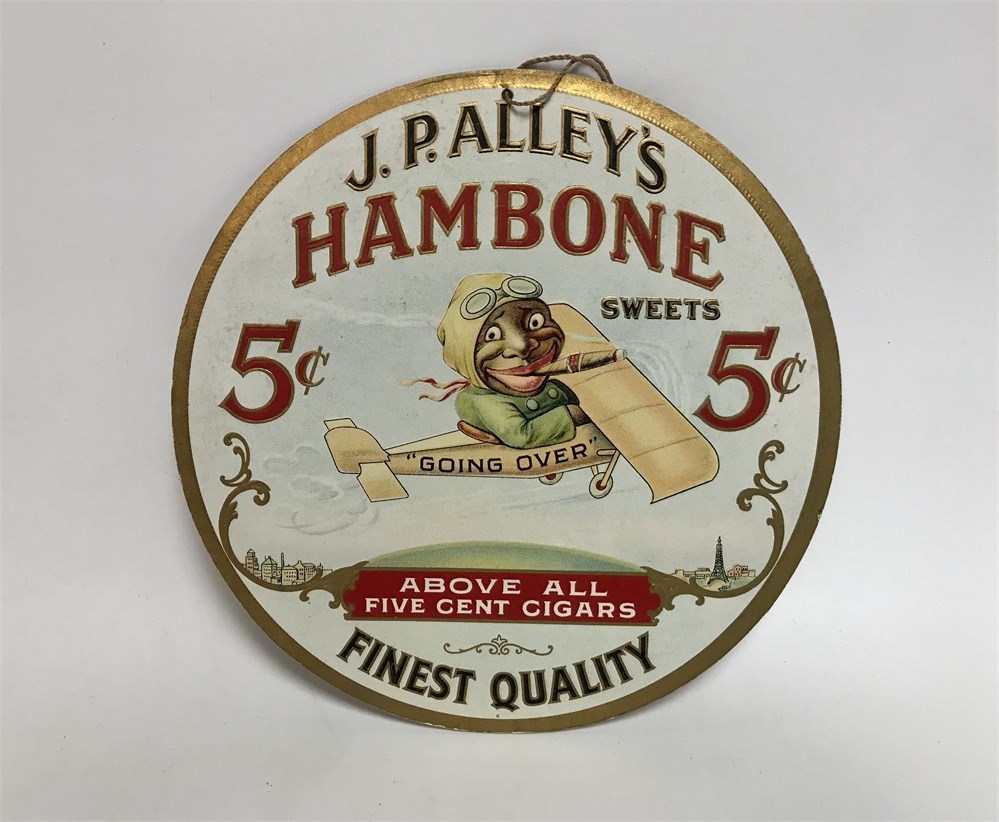 J. P. ALLEY'S
HAMBONE
SWEETS
5¢ 5¢
"GOING OVER"
ABOVE ALL
FIVE CENT CIGARS
FINEST QUALITY